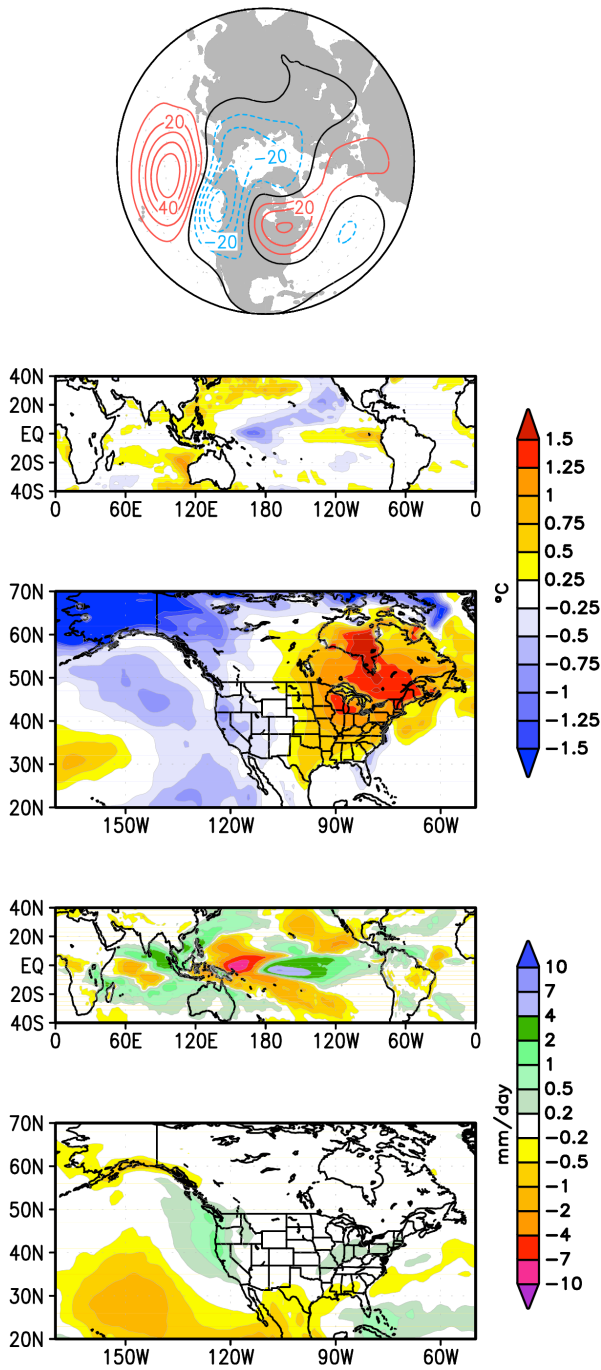 20
−20
40
20
−20
40N
20N
EQ
20S
40S
0
60E
120E
180
120W
60W
0
1.5
1.25
1
0.75
0.5
0.25
−0.25
−0.5
−0.75
−1
−1.25
−1.5
°C
70N
60N
50N
40N
30N
20N
150W
120W
90W
60W
40N
20N
EQ
20S
40S
0
60E
120E
180
120W
60W
0
10
7
4
2
1
0.5
0.2
−0.2
−0.5
−1
−2
−4
−7
−10
mm/day
70N
60N
50N
40N
30N
20N
150W
120W
90W
60W